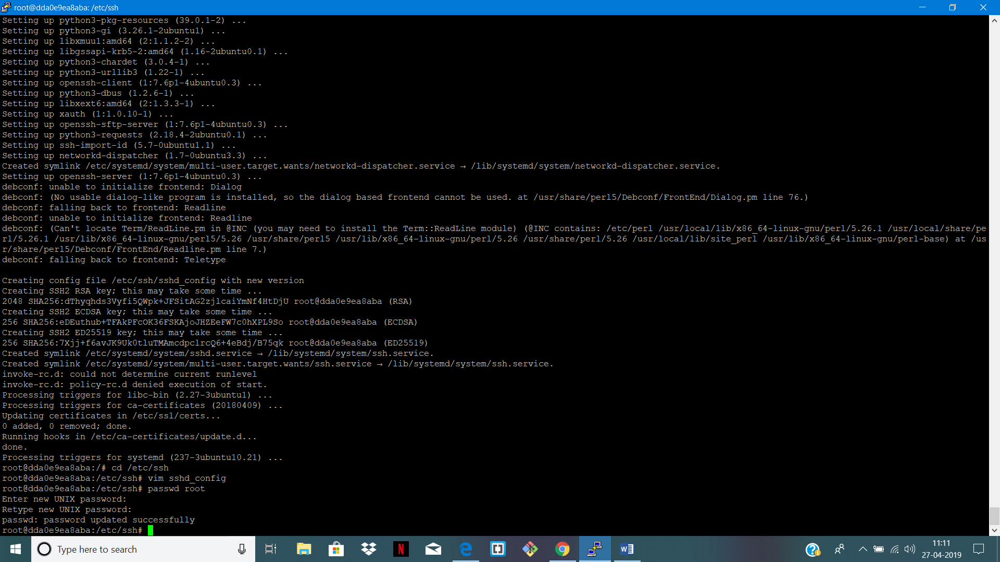 root@dda0e9ea8aba: /etc/ssh
Setting up python3-pkg-resources (39.0.1-2) ...
Setting up python3-gi (3.26.1-2ubuntu1) ...
Setting up libxmuu1:amd64 (2:1.1.2-2) ...
Setting up libgssapi-krb5-2:amd64 (1.16-2ubuntu0.1) ...
Setting up python3-chardet (3.0.4-1) ...
Setting up python3-urllib3 (1.22-1) ...
Setting up openssh-client (1:7.6p1-4ubuntu0.3) ...
Setting up python3-dbus (1.2.6-1) ...
Setting up libxext6:amd64 (2:1.3.3-1) ...
Setting up xauth (1:1.0.10-1) ...
Setting up openssh-sftp-server (1:7.6p1-4ubuntu0.3) ...
Setting up python3-requests (2.18.4-2ubuntu0.1) ...
Setting up ssh-import-id (5.7-0ubuntu1.1) ...
Setting up networkd-dispatcher (1.7-0ubuntu3.3) ...
Created symlink /etc/systemd/system/multi-user.target.wants/networkd-dispatcher.service → /lib/systemd/system/networkd-dispatcher.service.
Setting up openssh-server (1:7.6p1-4ubuntu0.3) ...
debconf: unable to initialize frontend: Dialog
debconf: (No usable dialog-like program is installed, so the dialog based frontend cannot be used. at /usr/share/perl5/Debconf/FrontEnd/Dialog.pm line 76.)
debconf: falling back to frontend: Readline
debconf: unable to initialize frontend: Readline
debconf: (Can't locate Term/ReadLine.pm in @INC (you may need to install the Term::ReadLine module) (@INC contains: /etc/perl /usr/local/lib/x86_64-linux-gnu/perl/5.26.1 /usr/local/share/pe
rl/5.26.1 /usr/lib/x86_64-linux-gnu/perl5/5.26 /usr/share/perl5 /usr/lib/x86_64-linux-gnu/perl/5.26 /usr/share/perl/5.26 /usr/local/lib/site_perl /usr/lib/x86_64-linux-gnu/perl-base) at /us
r/share/perl5/Debconf/FrontEnd/Readline.pm line 7.)
debconf: falling back to frontend: Teletype
Creating config file /etc/ssh/sshd_config with new version
Creating SSH2 RSA key; this may take some time ...
2048 SHA256:dThyqhds3Vyfi5QWpk+JFSitAG2zjlcaiYmNf4HtDjU root@dda0e9ea8aba (RSA)
Creating SSH2 ECDSA key; this may take some time ...
256 SHA256:eDEuthub+TFAkPFcOK36FSKAjoJHZEeFW7c0hXPL9So root@dda0e9ea8aba (ECDSA)
Creating SSH2 ED25519 key; this may take some time ...
256 SHA256:7Xjj+f6avJK9Uk0tluTMAmcdpclrcQ6+4eBdj/B75qk root@dda0e9ea8aba (ED25519)
Created symlink /etc/systemd/system/sshd.service → /lib/systemd/system/ssh.service.
Created symlink /etc/systemd/system/multi-user.target.wants/ssh.service → /lib/systemd/system/ssh.service.
invoke-rc.d: could not determine current runlevel
invoke-rc.d: policy-rc.d denied execution of start.
Processing triggers for libc-bin (2.27-3ubuntu1) ...
Processing triggers for ca-certificates (20180409) ...
Updating certificates in /etc/ssl/certs...
0 added, 0 removed; done.
Running hooks in /etc/ca-certificates/update.d...
done.
Processing triggers for systemd (237-3ubuntu10.21) ...
root@dda0e9ea8aba:/# cd /etc/ssh
root@dda0e9ea8aba:/etc/ssh# vim sshd_config
root@dda0e9ea8aba:/etc/ssh# passwd root
Enter new UNIX password:
Retype new UNIX password:
passwd: password updated successfully
root@dda0e9ea8aba:/etc/ssh#
Type here to search
11:11
27-04-2019